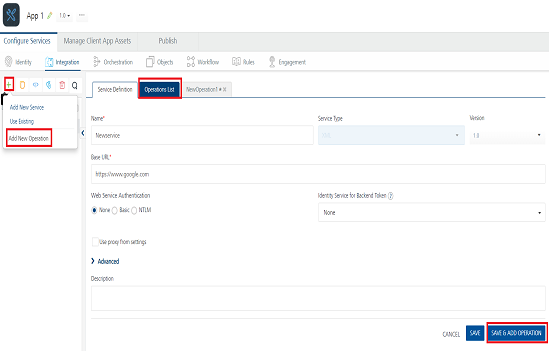 App 1
1.0
Configure Services Manage Client App Assets Publish
Identity Integration Orchestration Objects Workflow Rules Engagement
Add New Service
Use Existing
Add New Operation
Service Definition Operations List NewOperation1
Name* Service Type Version
Newservice 1.0
Base URL*
https://www.google.com
Web Service Authentication Identity Service for Backend Token
None Basic NTLM None
Use proxy from settings
Advanced
Description
CANCEL SAVE SAVE & ADD OPERATION